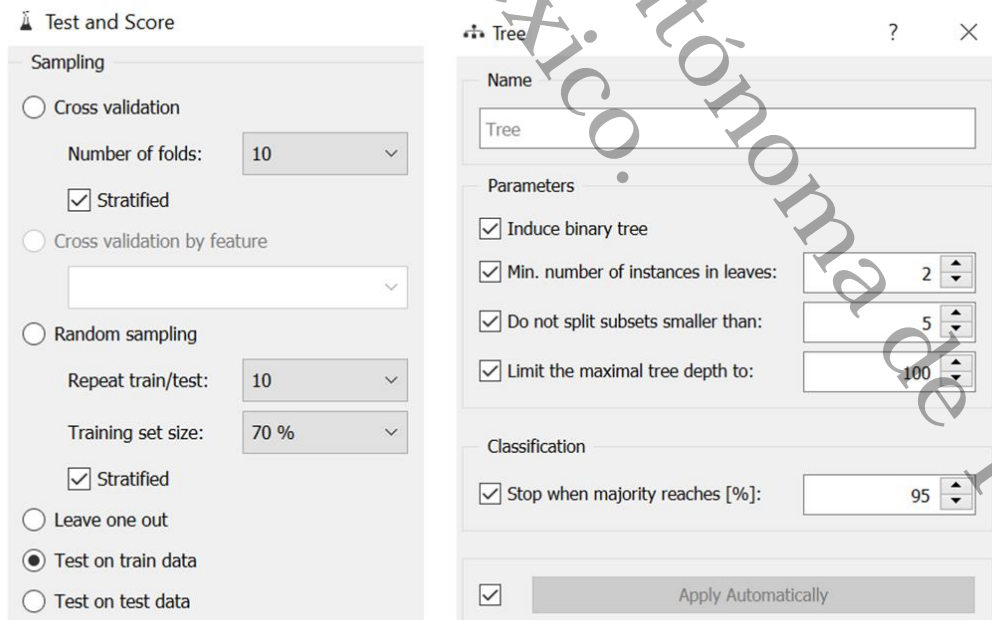 Test and Score
Sampling
Cross validation
Number of folds: 10
Stratified
Cross validation by feature
Random sampling
Repeat train/test: 10
Training set size: 70 %
Stratified
Leave one out
Test on train data
Test on test data
Tree ? ×
Name
Tree
Parameters
Induce binary tree
Min. number of instances in leaves: 2
Do not split subsets smaller than: 5
Limit the maximal tree depth to: 100
Classification
Stop when majority reaches [%]: 95
Apply Automatically
xico.
tónoma de